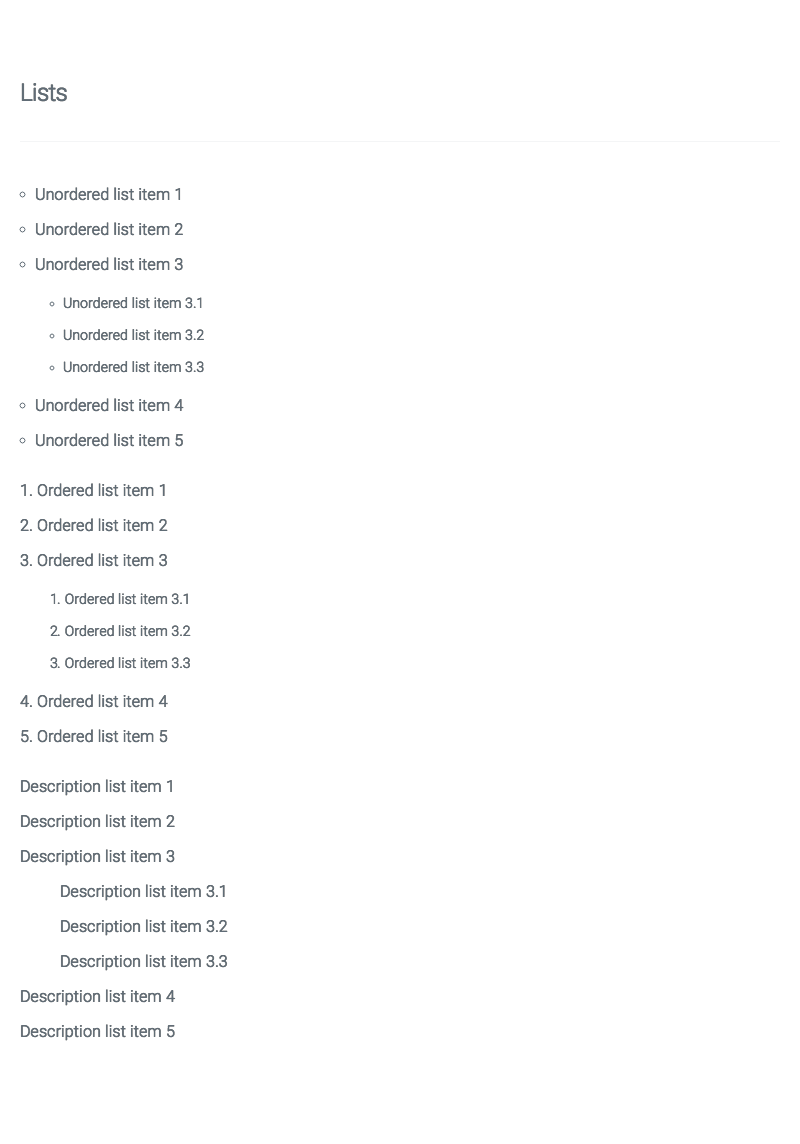 Lists
◦ Unordered list item 1
◦ Unordered list item 2
◦ Unordered list item 3
◦ Unordered list item 3.1
◦ Unordered list item 3.2
◦ Unordered list item 3.3
◦ Unordered list item 4
◦ Unordered list item 5
1. Ordered list item 1
2. Ordered list item 2
3. Ordered list item 3
1. Ordered list item 3.1
2. Ordered list item 3.2
3. Ordered list item 3.3
4. Ordered list item 4
5. Ordered list item 5
Description list item 1
Description list item 2
Description list item 3
Description list item 3.1
Description list item 3.2
Description list item 3.3
Description list item 4
Description list item 5